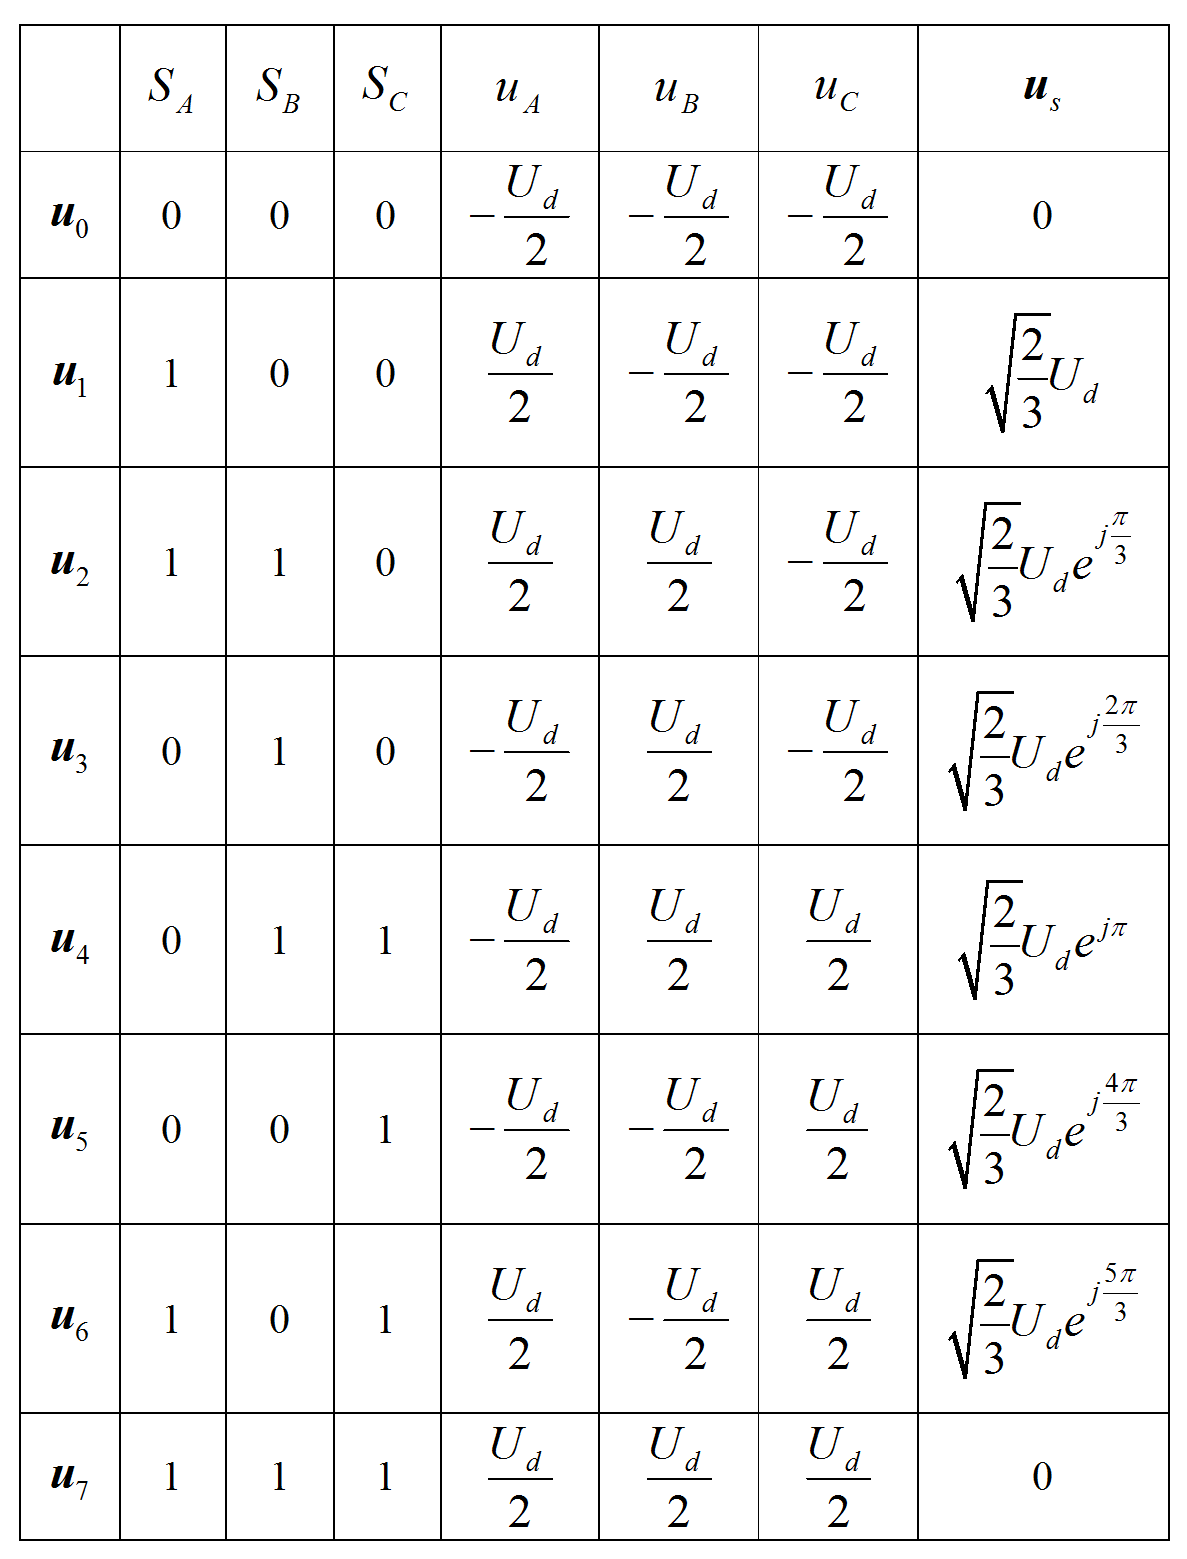 S_A S_B S_C u_A u_B u_C u_s
u_0 0 0 0 -U_d/2 -U_d/2 -U_d/2 0
u_1 1 0 0 U_d/2 -U_d/2 -U_d/2 √(2/3)U_d
u_2 1 1 0 U_d/2 U_d/2 -U_d/2 √(2/3)U_d e^{jπ/3}
u_3 0 1 0 -U_d/2 U_d/2 -U_d/2 √(2/3)U_d e^{j2π/3}
u_4 0 1 1 -U_d/2 U_d/2 U_d/2 √(2/3)U_d e^{jπ}
u_5 0 0 1 -U_d/2 -U_d/2 U_d/2 √(2/3)U_d e^{j4π/3}
u_6 1 0 1 U_d/2 -U_d/2 U_d/2 √(2/3)U_d e^{j5π/3}
u_7 1 1 1 U_d/2 U_d/2 U_d/2 0